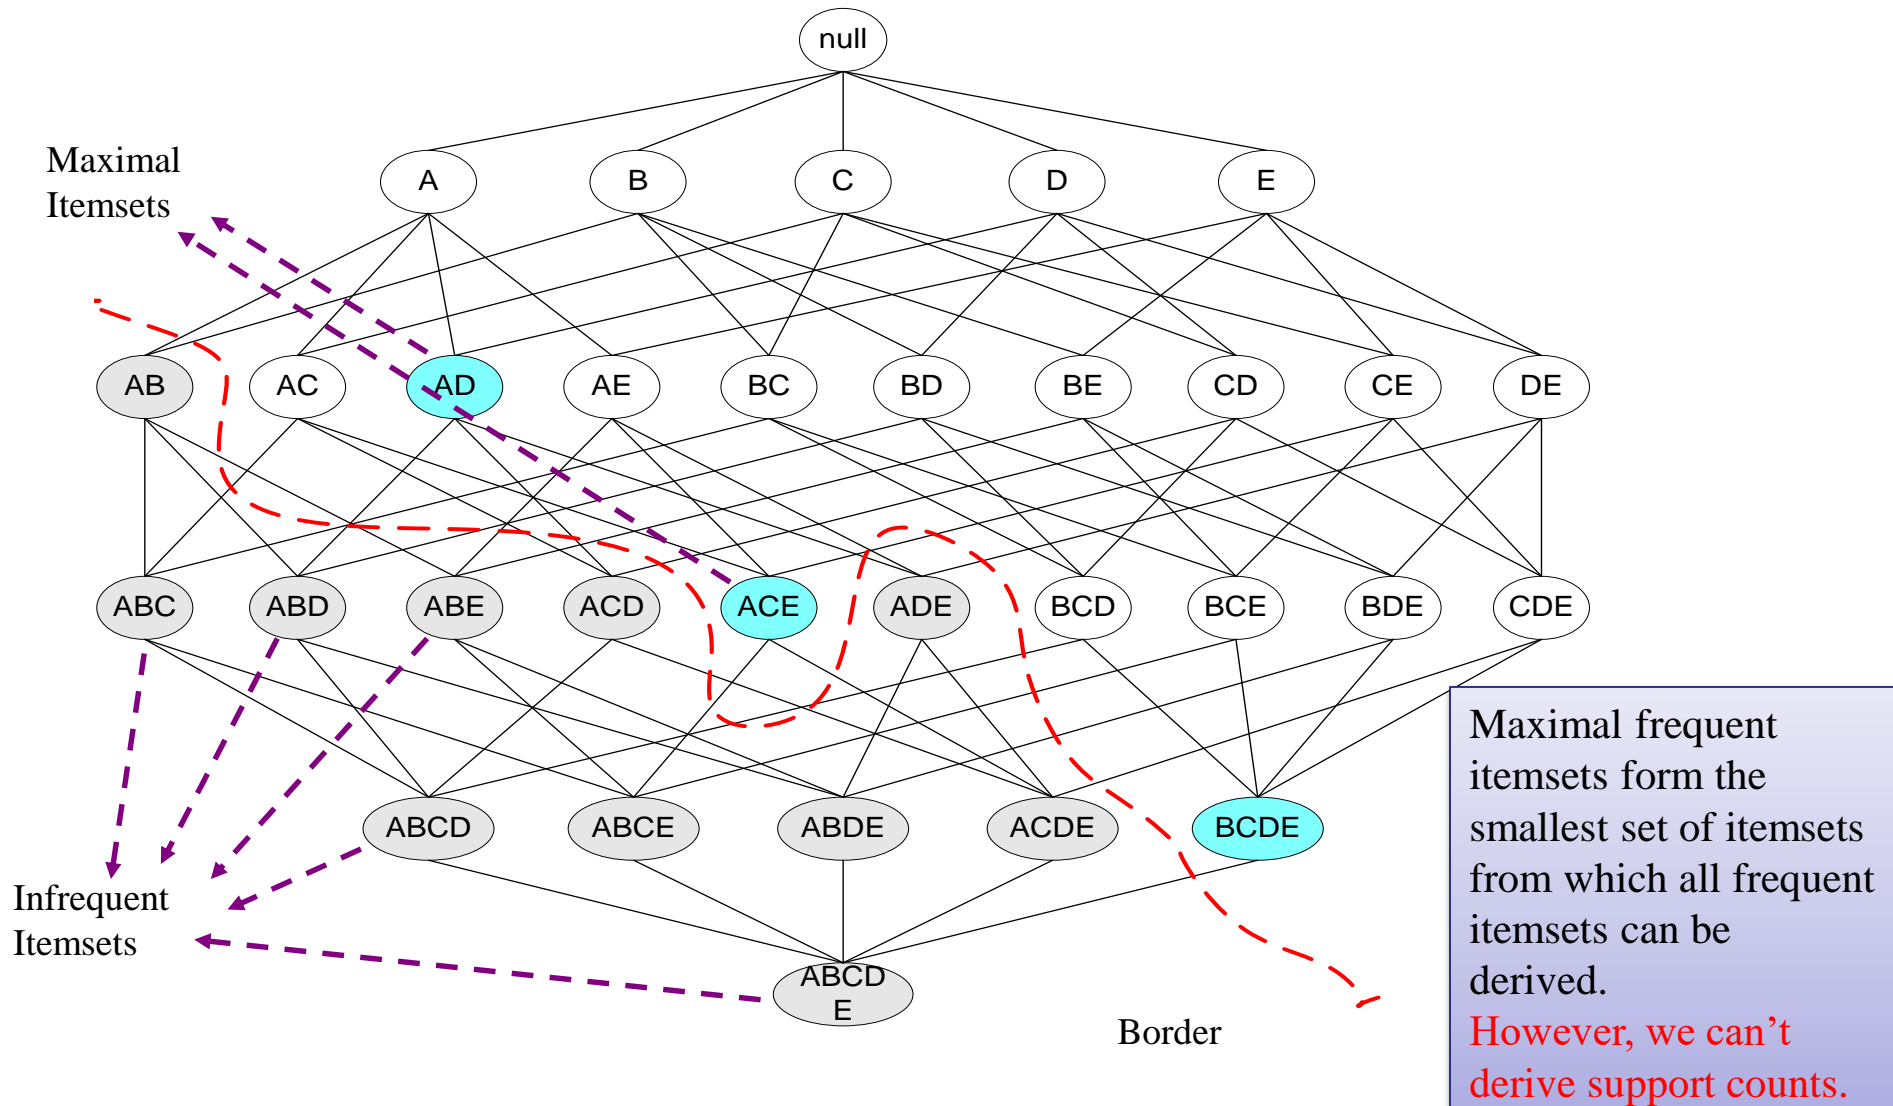 null
Maximal
Itemsets
A B C D E
AB AC AD AE BC BD BE CD CE DE
ABC ABD ABE ACD ACE ADE BCD BCE BDE CDE
ABCD ABCE ABDE ACDE BCDE
Infrequent
Itemsets
ABCD
E
Border
Maximal frequent
itemsets form the
smallest set of itemsets
from which all frequent
itemsets can be
derived.
However, we can’t
derive support counts.